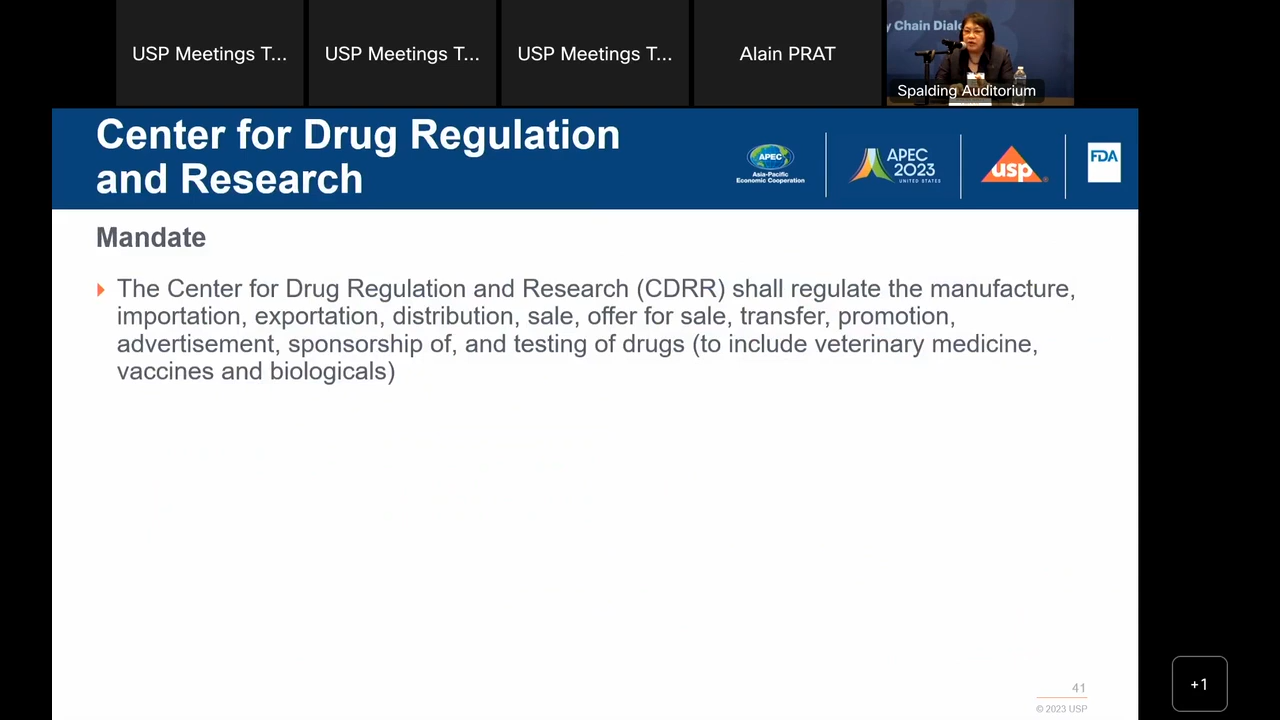 USP Meetings T...
USP Meetings T...
USP Meetings T...
Alain PRAT
y Chain Dialo
Spalding Auditorium
Center for Drug Regulation
and Research
APEC
Asia-Pacific
Economic Cooperation
APEC
2023
UNITED STATES
usp
®
FDA
Mandate
The Center for Drug Regulation and Research (CDRR) shall regulate the manufacture,
importation, exportation, distribution, sale, offer for sale, transfer, promotion,
advertisement, sponsorship of, and testing of drugs (to include veterinary medicine,
vaccines and biologicals)
41
© 2023 USP
+1